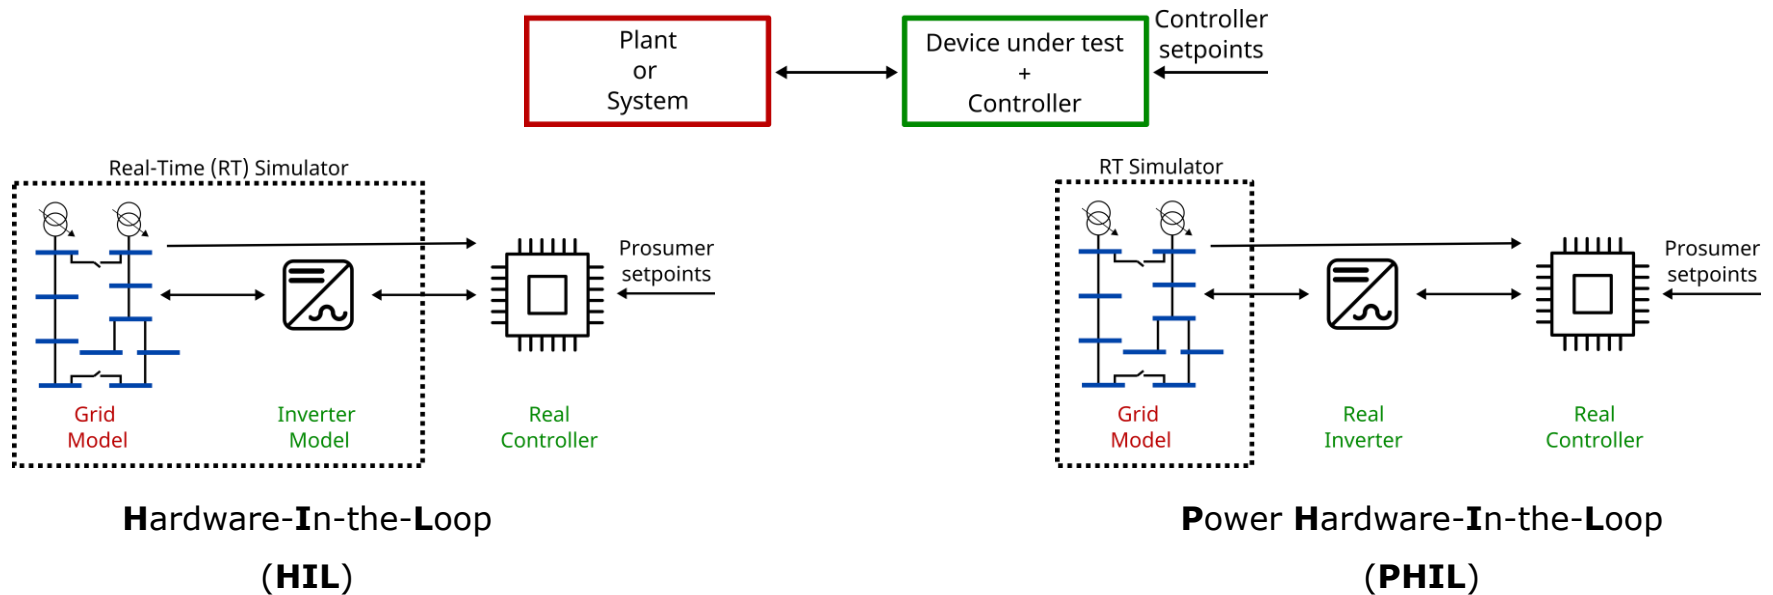 Plant
or
System
Device under test
+
Controller
Controller
setpoints
Real-Time (RT) Simulator
Prosumer
setpoints
Grid
Model
Inverter
Model
Real
Controller
Hardware-In-the-Loop
(HIL)
RT Simulator
Prosumer
setpoints
Grid
Model
Real
Inverter
Real
Controller
Power Hardware-In-the-Loop
(PHIL)